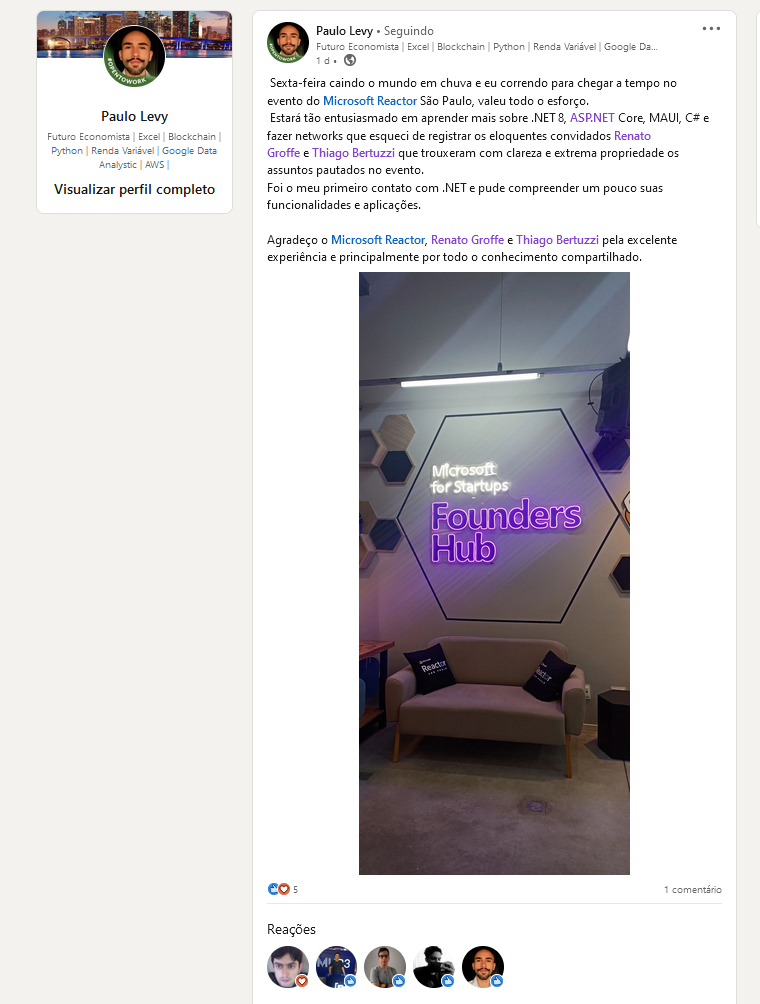 Paulo Levy
Futuro Economista | Excel | Blockchain |
Python | Renda Variável | Google Data
Analystic | AWS |
Visualizar perfil completo
Paulo Levy • Seguindo
Futuro Economista | Excel | Blockchain | Python | Renda Variável | Google Da...
1 d •
Sexta-feira caindo o mundo em chuva e eu correndo para chegar a tempo no
evento do Microsoft Reactor São Paulo, valeu todo o esforço.
Estará tão entusiasmado em aprender mais sobre .NET 8, ASP.NET Core, MAUI, C# e
fazer networks que esqueci de registrar os eloquentes convidados Renato
Groffe e Thiago Bertuzzi que trouxeram com clareza e extrema propriedade os
assuntos pautados no evento.
Foi o meu primeiro contato com .NET e pude compreender um pouco suas
funcionalidades e aplicações.
Agradeço o Microsoft Reactor, Renato Groffe e Thiago Bertuzzi pela excelente
experiência e principalmente por todo o conhecimento compartilhado.
Microsoft
for Startups
Founders
Hub
Reactor
Reactor
5
1 comentário
Reações